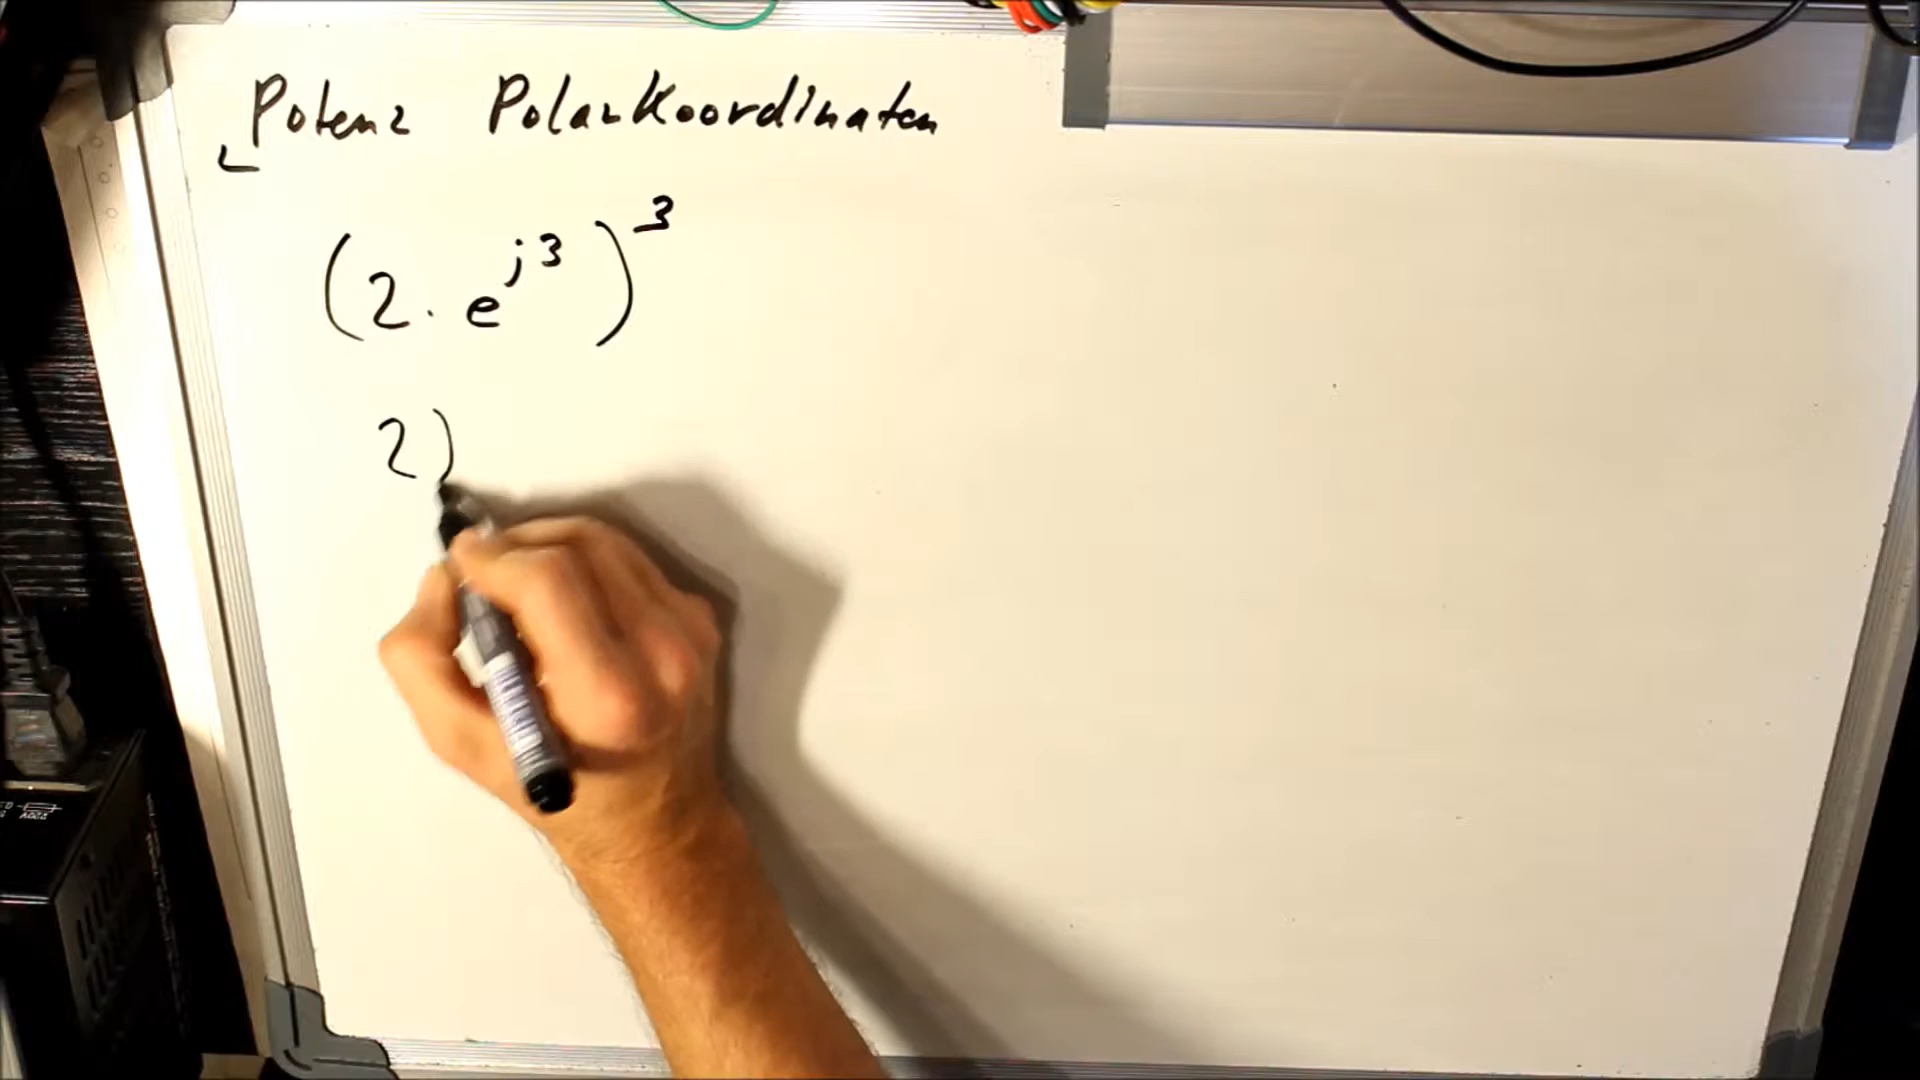 Potenz Polarkoordinaten
(2 · e^{j3})^3
2)